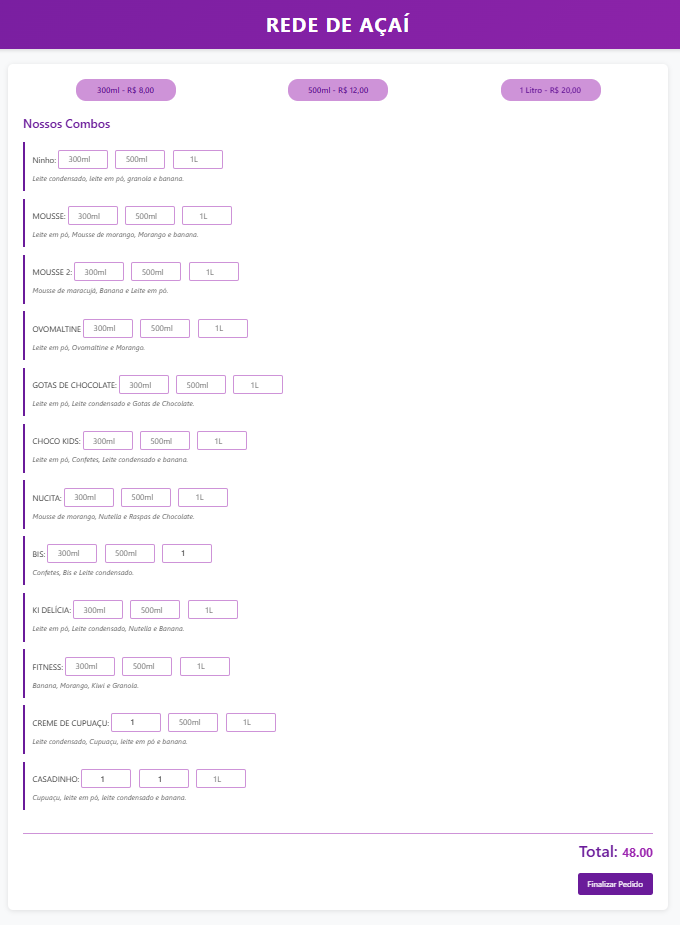 REDE DE AÇAÍ
300ml - R$ 8,00 500ml - R$ 12,00 1 Litro - R$ 20,00
Nossos Combos
Ninho: 300ml 500ml 1L
Leite condensado, leite em pó, granola e banana.
MOUSSE: 300ml 500ml 1L
Leite em pó, Mousse de morango, Morango e banana.
MOUSSE 2: 300ml 500ml 1L
Mousse de maracujá, Banana e Leite em pó.
OVOMALTINE 300ml 500ml 1L
Leite em pó, Ovomaltine e Morango.
GOTAS DE CHOCOLATE: 300ml 500ml 1L
Leite em pó, Leite condensado e Gotas de Chocolate.
CHOCO KIDS: 300ml 500ml 1L
Leite em pó, Confetes, Leite condensado e banana.
NUCITA: 300ml 500ml 1L
Mousse de morango, Nutella e Raspas de Chocolate.
BIS: 300ml 500ml 1
Confetes, Bis e Leite condensado.
KI DELÍCIA: 300ml 500ml 1L
Leite em pó, Leite condensado, Nutella e Banana.
FITNESS: 300ml 500ml 1L
Banana, Morango, Kiwi e Granola.
CREME DE CUPUAÇU: 1 500ml 1L
Leite condensado, Cupuaçu, leite em pó e banana.
CASADINHO: 1 1 1L
Cupuaçu, leite em pó, leite condensado e banana.
Total: 48.00
Finalizar Pedido